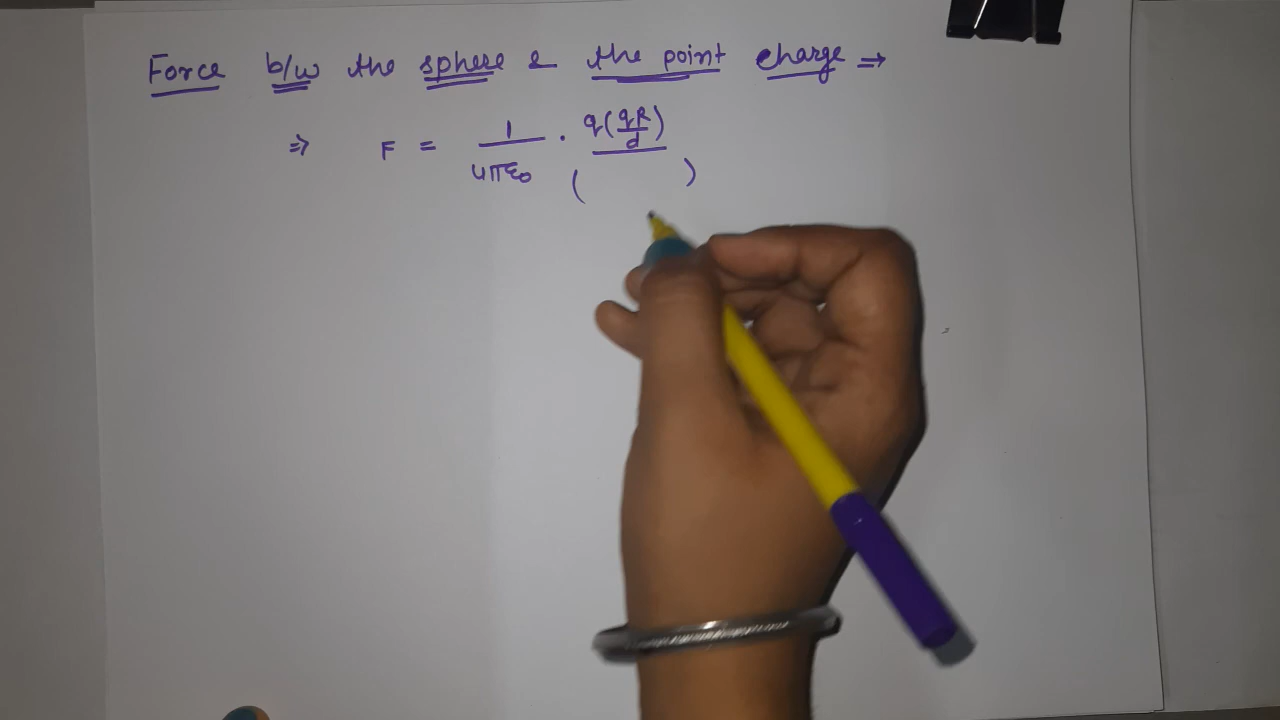 Force b/w the sphere & the point charge ⇒
⇒ F = 1/4πε₀ . q(qR/d)/( )